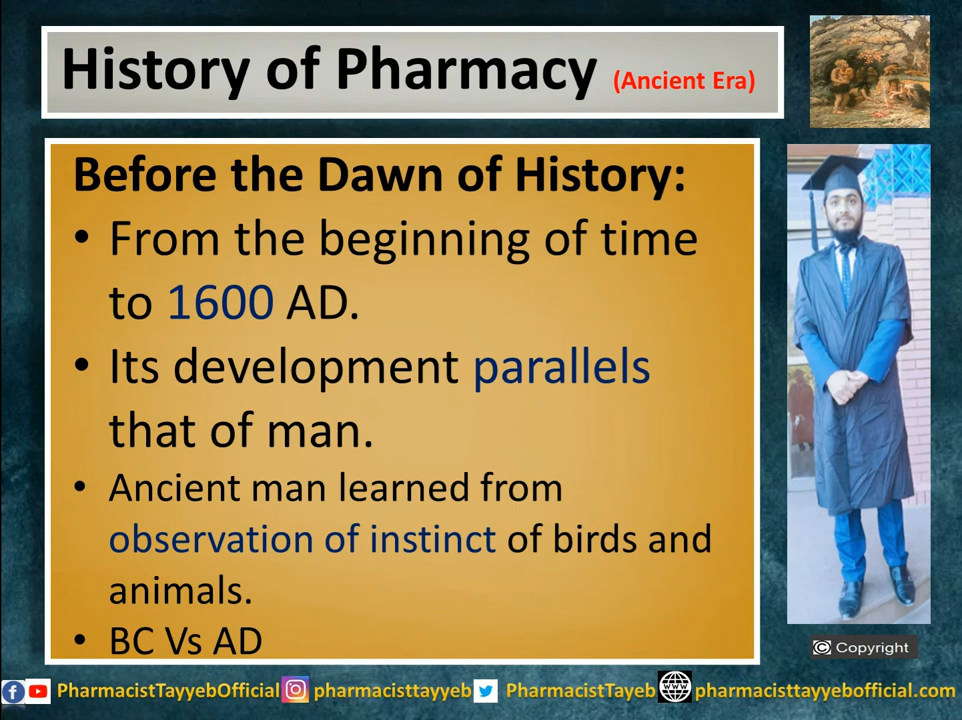 History of Pharmacy (Ancient Era)
Before the Dawn of History:
• From the beginning of time
to 1600 AD.
• Its development parallels
that of man.
• Ancient man learned from
observation of instinct of birds and
animals.
• BC Vs AD
© Copyright
PharmacistTayyebOfficial pharmacisttayyeb PharmacistTayeb WWW pharmacisttayyebofficial.com